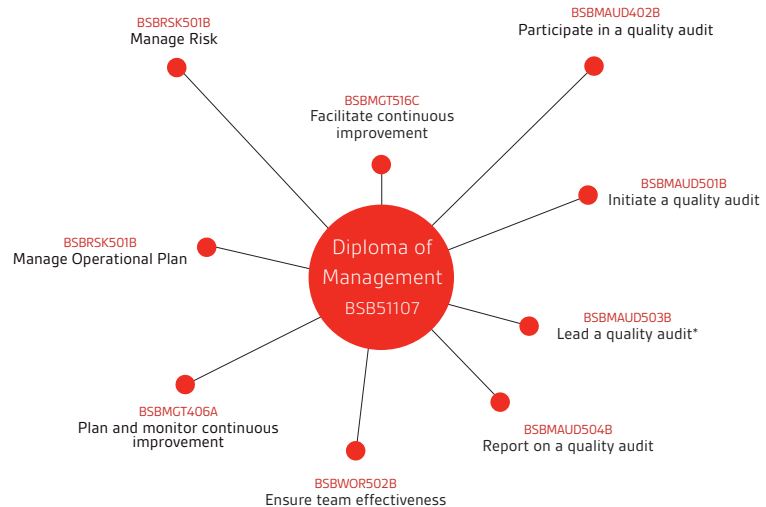 BSBRSK501B
Manage Risk
BSBMAUD402B
Participate in a quality audit
BSBMGT516C
Facilitate continuous
improvement
BSBMAUD501B
Initiate a quality audit
BSBRSK501B
Manage Operational Plan
Diploma of
Management
BSB51107
BSBMAUD503B
Lead a quality audit*
BSBMGT406A
Plan and monitor continuous
improvement
BSBMAUD504B
Report on a quality audit
BSBWOR502B
Ensure team effectiveness